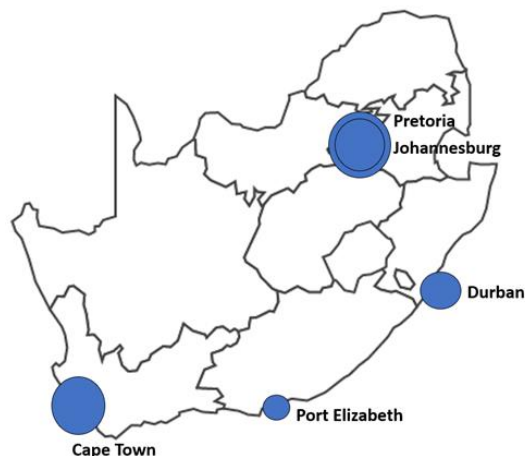 Pretoria
Johannesburg
Durban
Port Elizabeth
Cape Town